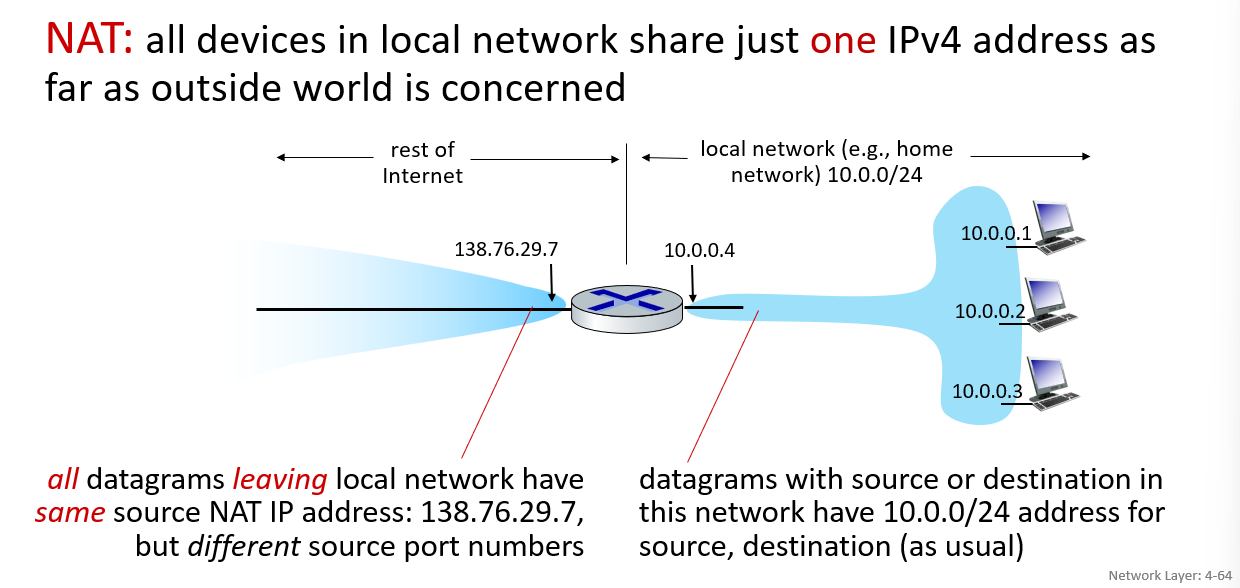 NAT: all devices in local network share just one IPv4 address as
far as outside world is concerned
rest of
Internet
local network (e.g., home
network) 10.0.0/24
138.76.29.7
10.0.0.4
10.0.0.1
10.0.0.2
10.0.0.3
all datagrams leaving local network have
same source NAT IP address: 138.76.29.7,
but different source port numbers
datagrams with source or destination in
this network have 10.0.0/24 address for
source, destination (as usual)
Network Layer: 4-64